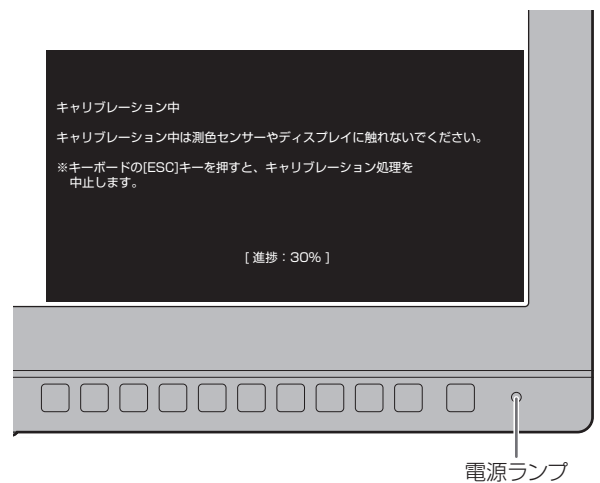 キャリブレーション中
キャリブレーション中は測色センサーやディスプレイに触れないでください。
※キーボードの[ESC]キーを押すと、キャリブレーション処理を
中止します。
[ 進捗：30% ]
電源ランプ